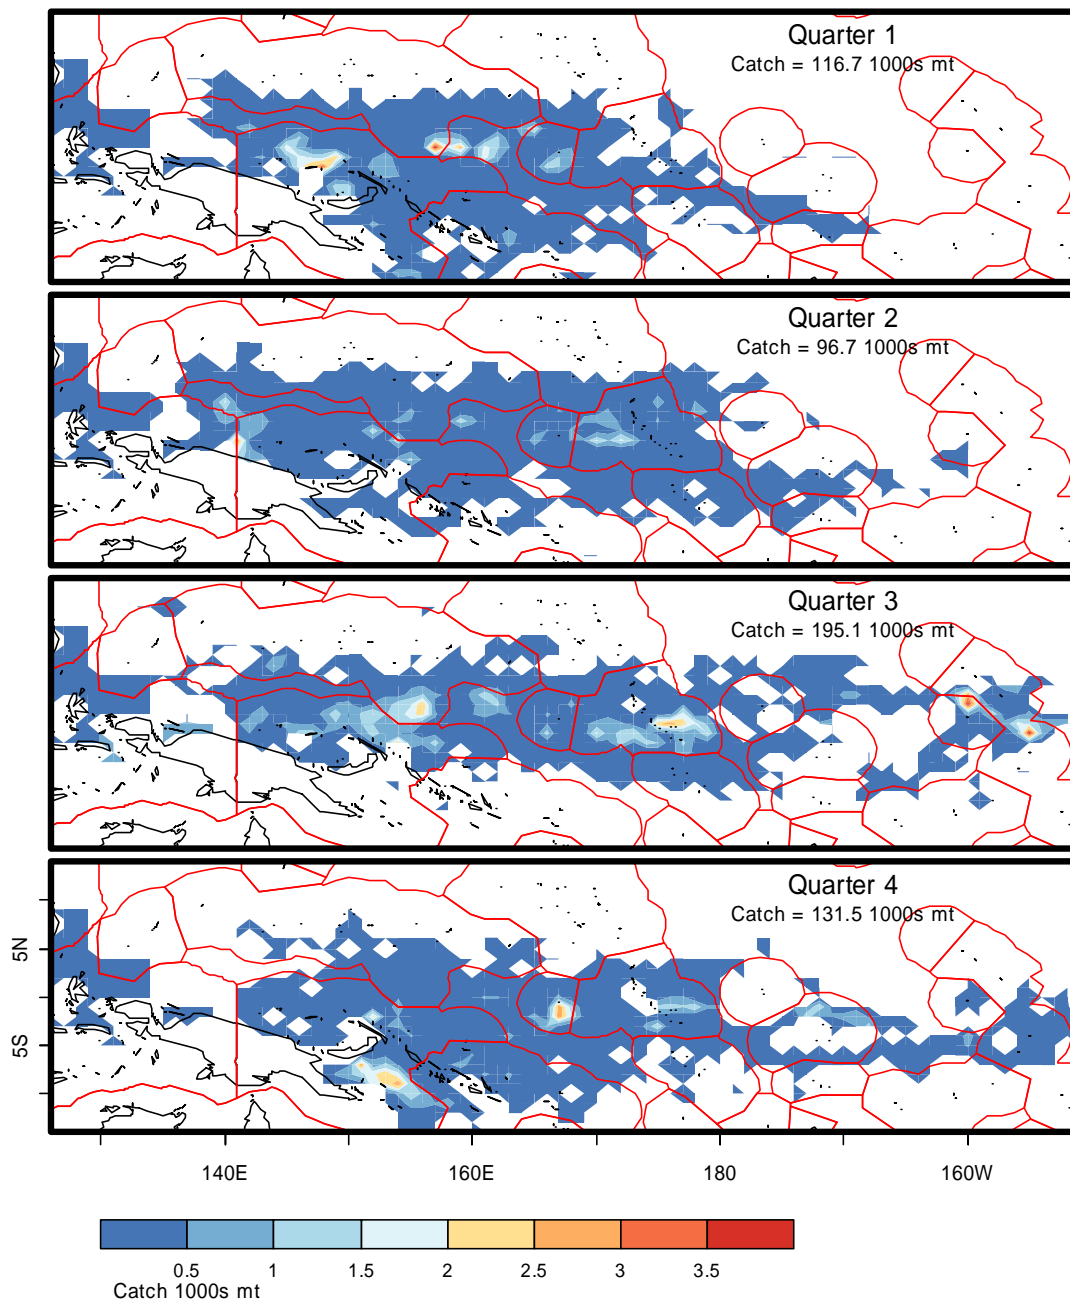 Quarter 1
Catch = 116.7 1000s mt
Quarter 2
Catch = 96.7 1000s mt
Quarter 3
Catch = 195.1 1000s mt
Quarter 4
Catch = 131.5 1000s mt
5N
5S
140E 160E 180 160W
0.5 1 1.5 2 2.5 3 3.5
Catch 1000s mt